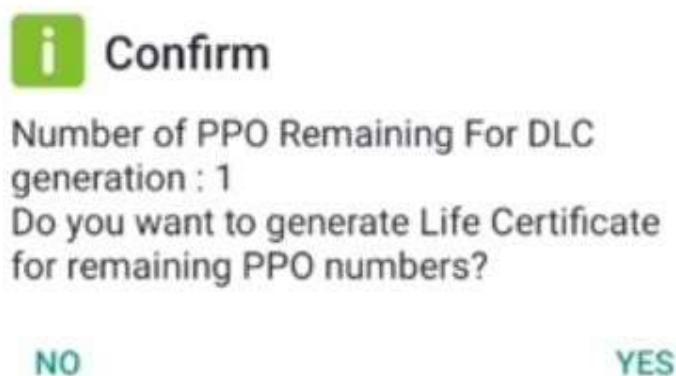 Confirm
Number of PPO Remaining For DLC
generation : 1
Do you want to generate Life Certificate
for remaining PPO numbers?
NO YES